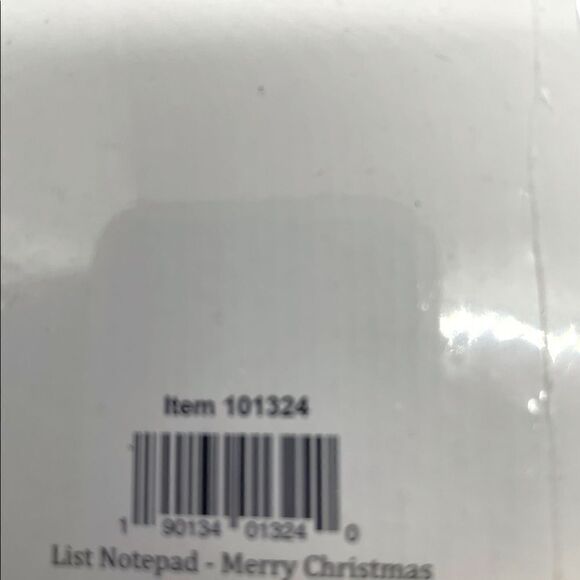 Item 101324
1 90134 01324 0
List Notepad - Merry Christmas